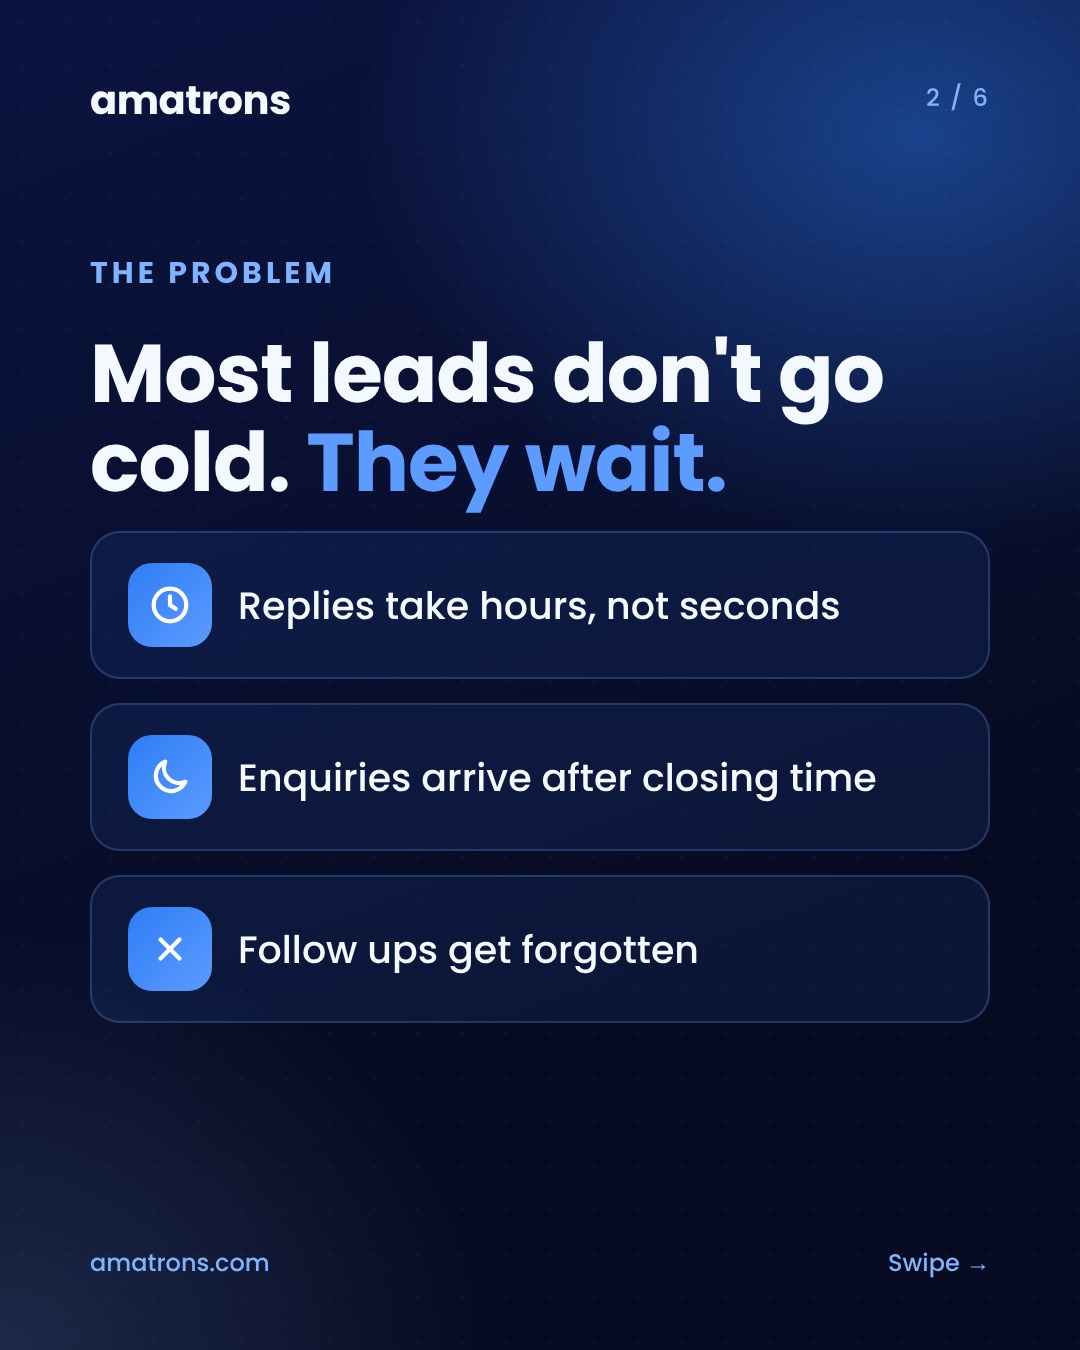 amatrons
2 / 6
THE PROBLEM
Most leads don't go
cold. They wait.
Replies take hours, not seconds
Enquiries arrive after closing time
Follow ups get forgotten
amatrons.com
Swipe →